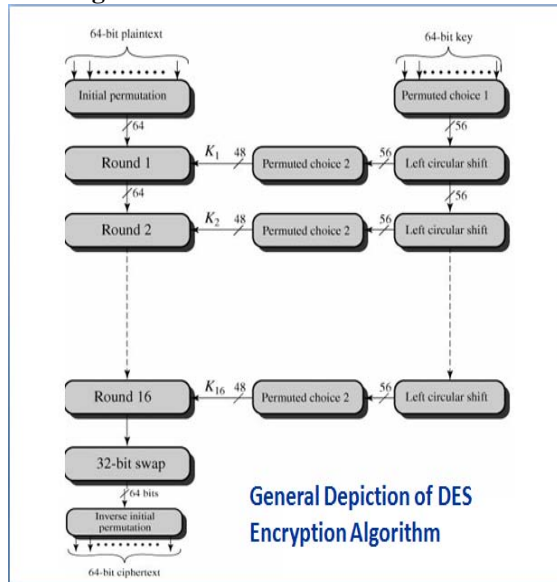 64-bit plaintext
64-bit key
Initial permutation
Permuted choice 1
64
56
Round 1
K1
48
Permuted choice 2
56
Left circular shift
64
56
Round 2
K2
48
Permuted choice 2
56
Left circular shift
Round 16
K16
48
Permuted choice 2
56
Left circular shift
32-bit swap
64 bits
Inverse initial
permutation
64-bit ciphertext
General Depiction of DES
Encryption Algorithm